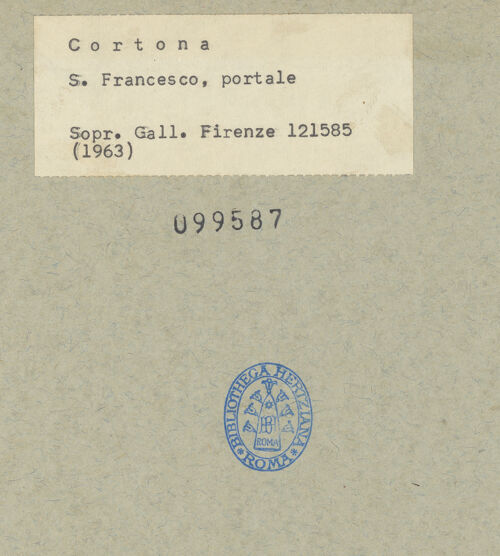 Cortona
S. Francesco, portale
Sopr. Gall. Firenze 121585
(1963)
099587
*BIBLIOTHECA HERTZIANA*
ROMA
ROMA